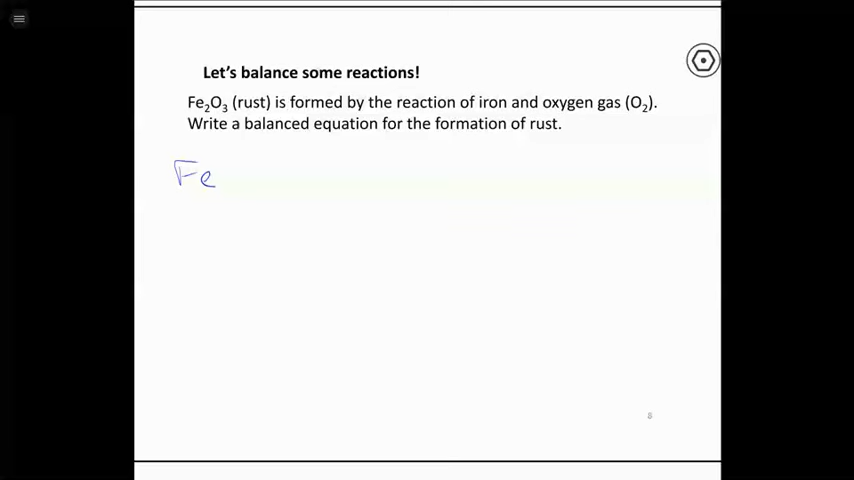 Let's balance some reactions!
Fe₂O₃ (rust) is formed by the reaction of iron and oxygen gas (O₂).
Write a balanced equation for the formation of rust.
Fe
8